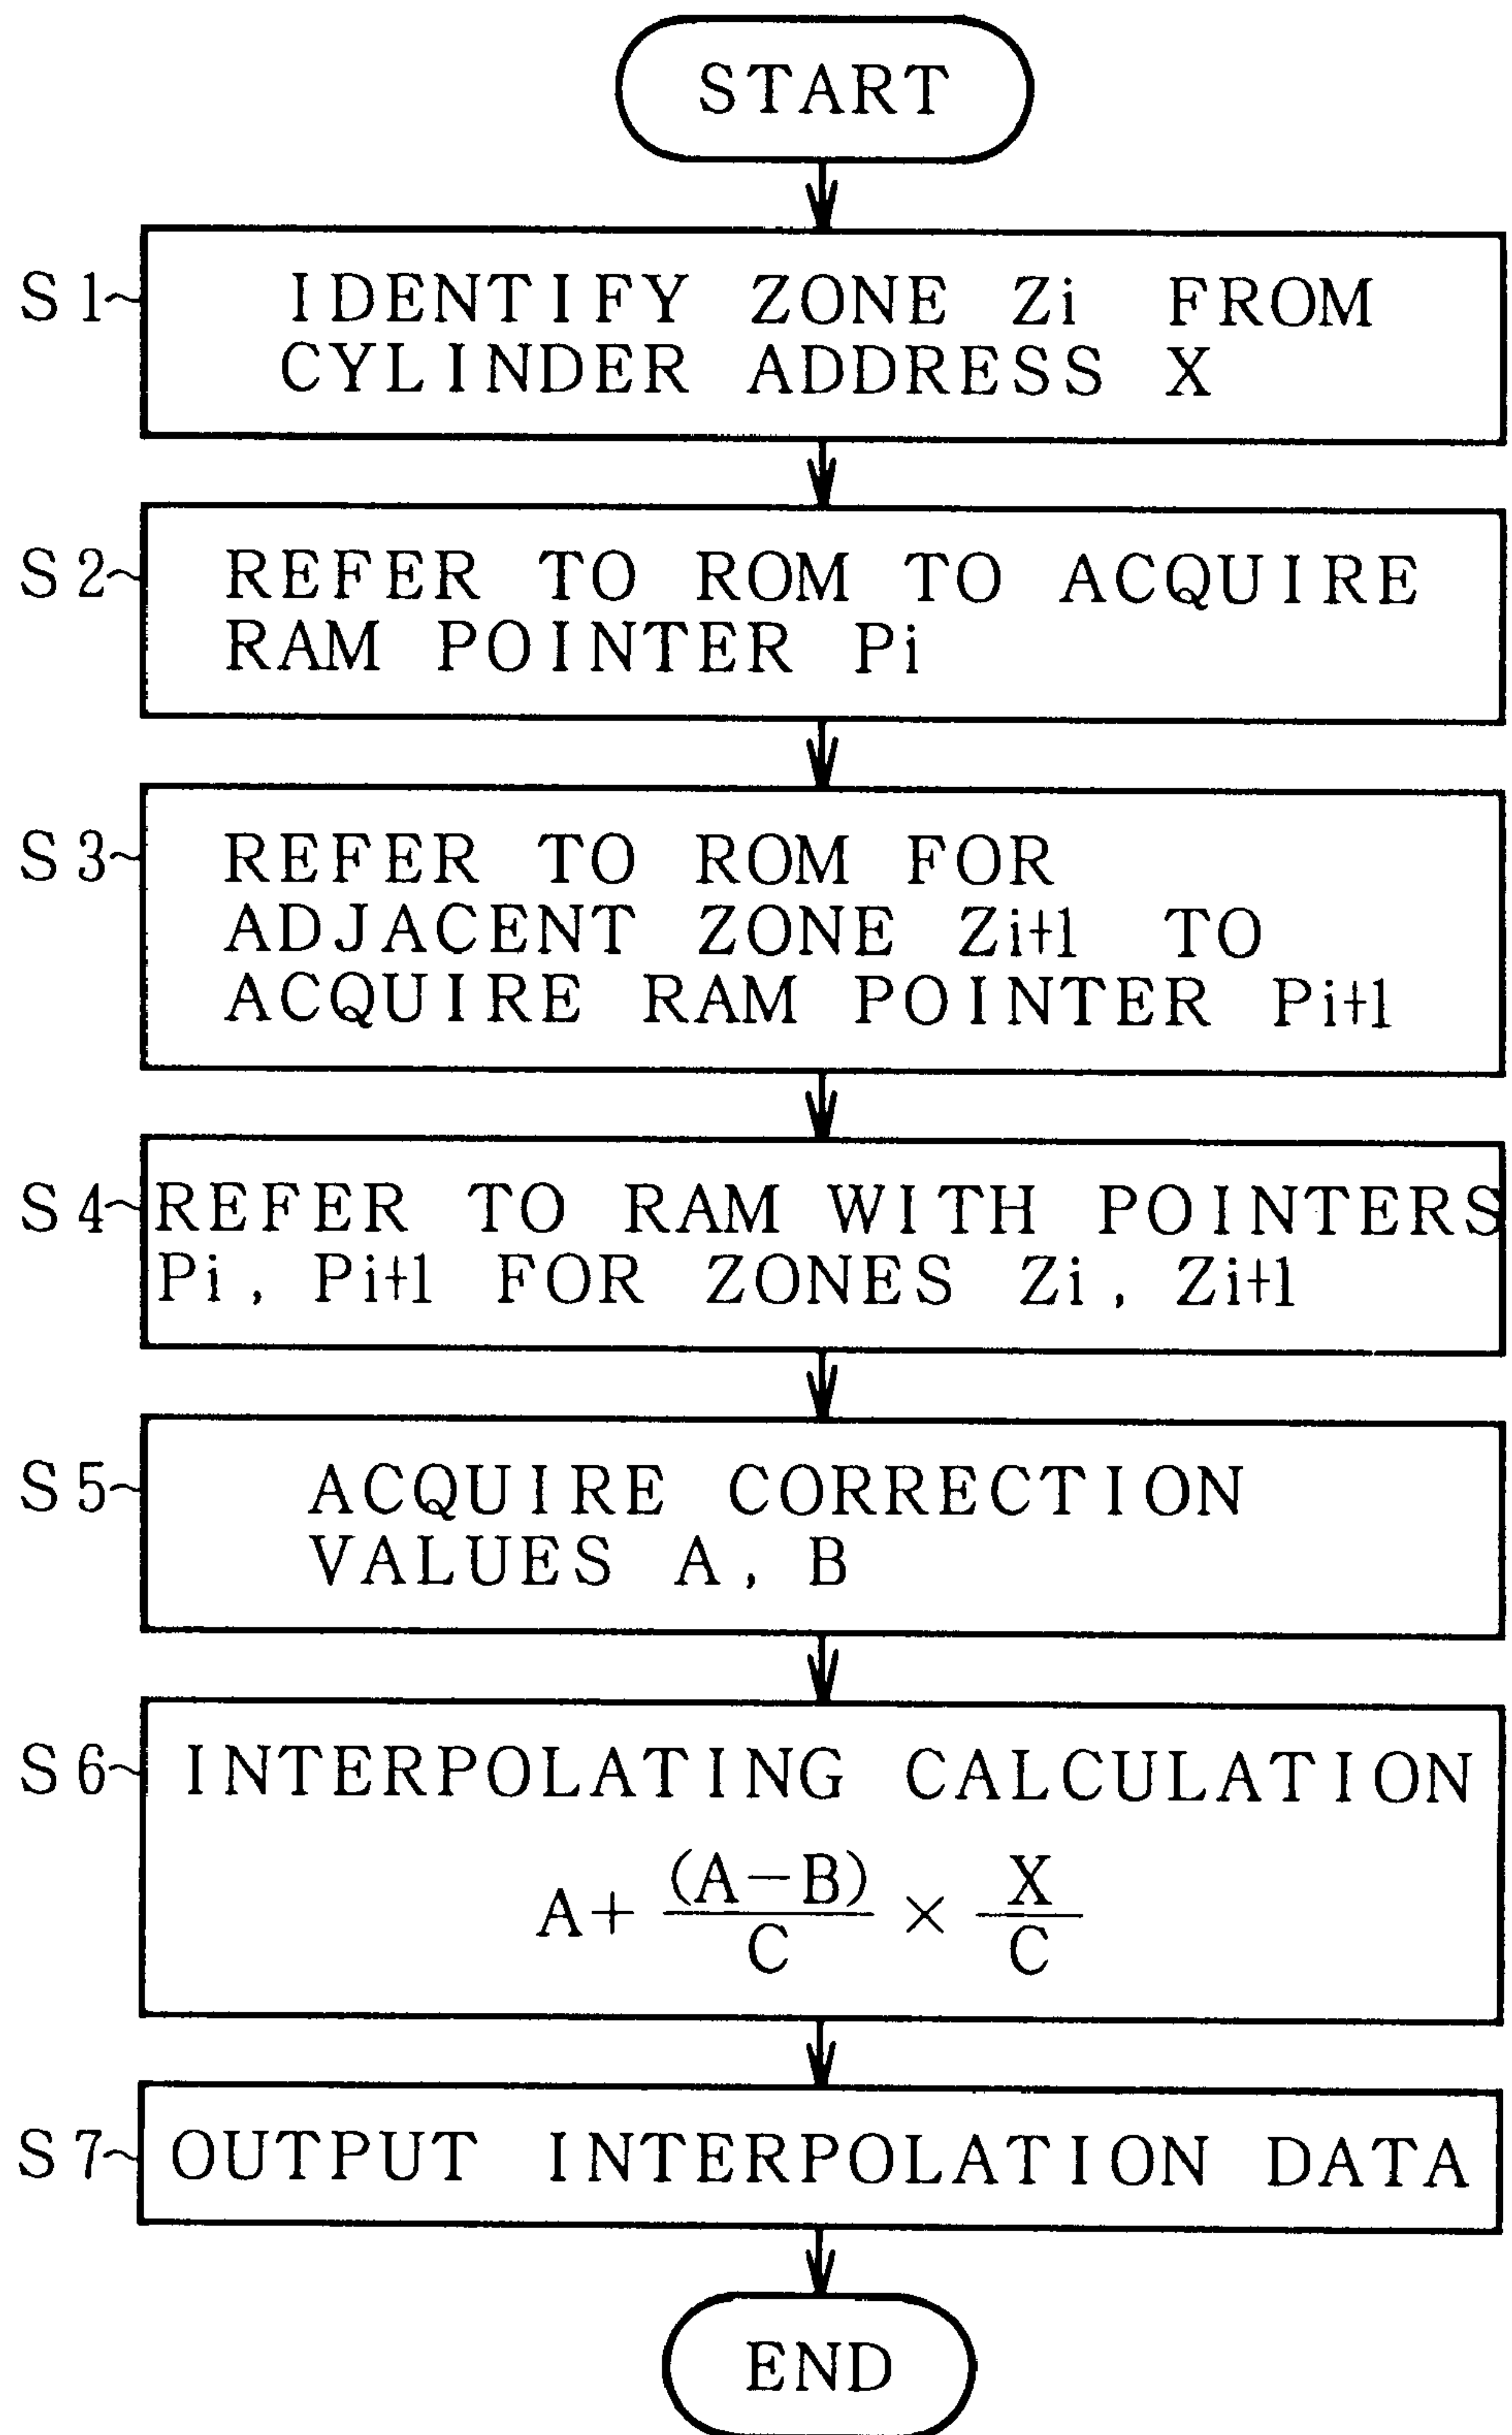 START
S1
IDENTIFY ZONE Zi FROM
CYLINDER ADDRESS X
S2
REFER TO ROM TO ACQUIRE
RAM POINTER Pi
S3
REFER TO ROM FOR
ADJACENT ZONE Zi+1 TO
ACQUIRE RAM POINTER Pi+1
S4
REFER TO RAM WITH POINTERS
Pi, Pi+1 FOR ZONES Zi, Zi+1
S5
ACQUIRE CORRECTION
VALUES A, B
S6
INTERPOLATING CALCULATION
A+ (A-B)/C × X/C
S7
OUTPUT INTERPOLATION DATA
END